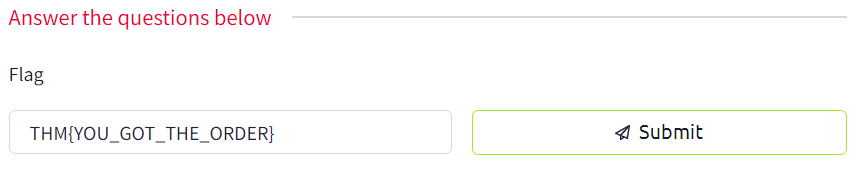 Answer the questions below
Flag
THM{YOU_GOT_THE_ORDER}
Submit